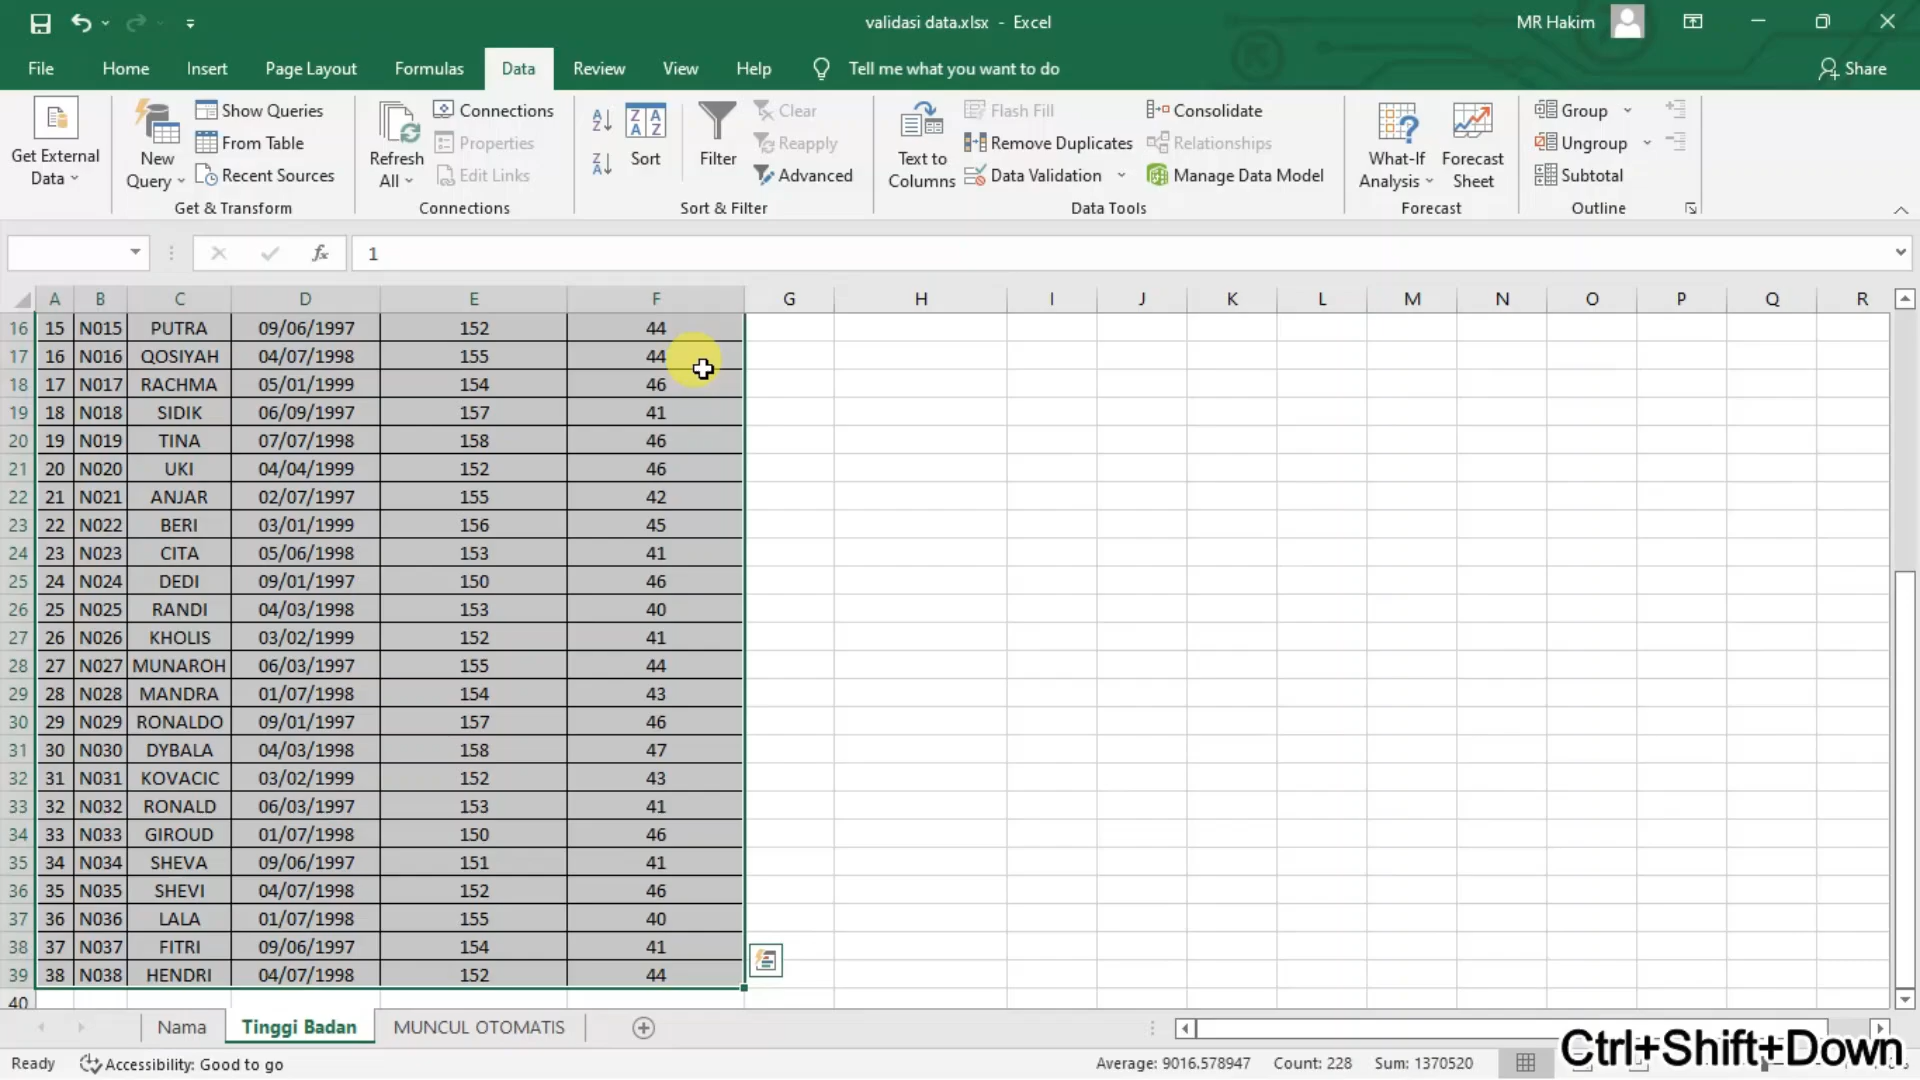 validasi data.xlsx - Excel
MR Hakim
File Home Insert Page Layout Formulas Data Review View Help Tell me what you want to do Share
Get External Data
New Query
Show Queries
From Table
Recent Sources
Get & Transform
Refresh All
Connections
Properties
Edit Links
Connections
Sort
Filter
Clear
Reapply
Advanced
Sort & Filter
Text to Columns
Flash Fill
Remove Duplicates
Data Validation
Consolidate
Relationships
Manage Data Model
Data Tools
What-If Analysis
Forecast Sheet
Forecast
Group
Ungroup
Subtotal
Outline
fx 1
A B C D E F G H I J K L M N O P Q R
16 15 N015 PUTRA 09/06/1997 152 44
17 16 N016 QOSIYAH 04/07/1998 155 44
18 17 N017 RACHMA 05/01/1999 154 46
19 18 N018 SIDIK 06/09/1997 157 41
20 19 N019 TINA 07/07/1998 158 46
21 20 N020 UKI 04/04/1999 152 46
22 21 N021 ANJAR 02/07/1997 155 42
23 22 N022 BERI 03/01/1999 156 45
24 23 N023 CITA 05/06/1998 153 41
25 24 N024 DEDI 09/01/1997 150 46
26 25 N025 RANDI 04/03/1998 153 40
27 26 N026 KHOLIS 03/02/1999 152 41
28 27 N027 MUNAROH 06/03/1997 155 44
29 28 N028 MANDRA 01/07/1998 154 43
30 29 N029 RONALDO 09/01/1997 157 46
31 30 N030 DYBALA 04/03/1998 158 47
32 31 N031 KOVACIC 03/02/1999 152 43
33 32 N032 RONALD 06/03/1997 153 41
34 33 N033 GIROUD 01/07/1998 150 46
35 34 N034 SHEVA 09/06/1997 151 41
36 35 N035 SHEVI 04/07/1998 152 46
37 36 N036 LALA 01/07/1998 155 40
38 37 N037 FITRI 09/06/1997 154 41
39 38 N038 HENDRI 04/07/1998 152 44
40
Nama Tinggi Badan MUNCUL OTOMATIS
Ready Accessibility: Good to go Average: 9016.578947 Count: 228 Sum: 1370520
Ctrl+Shift+Down